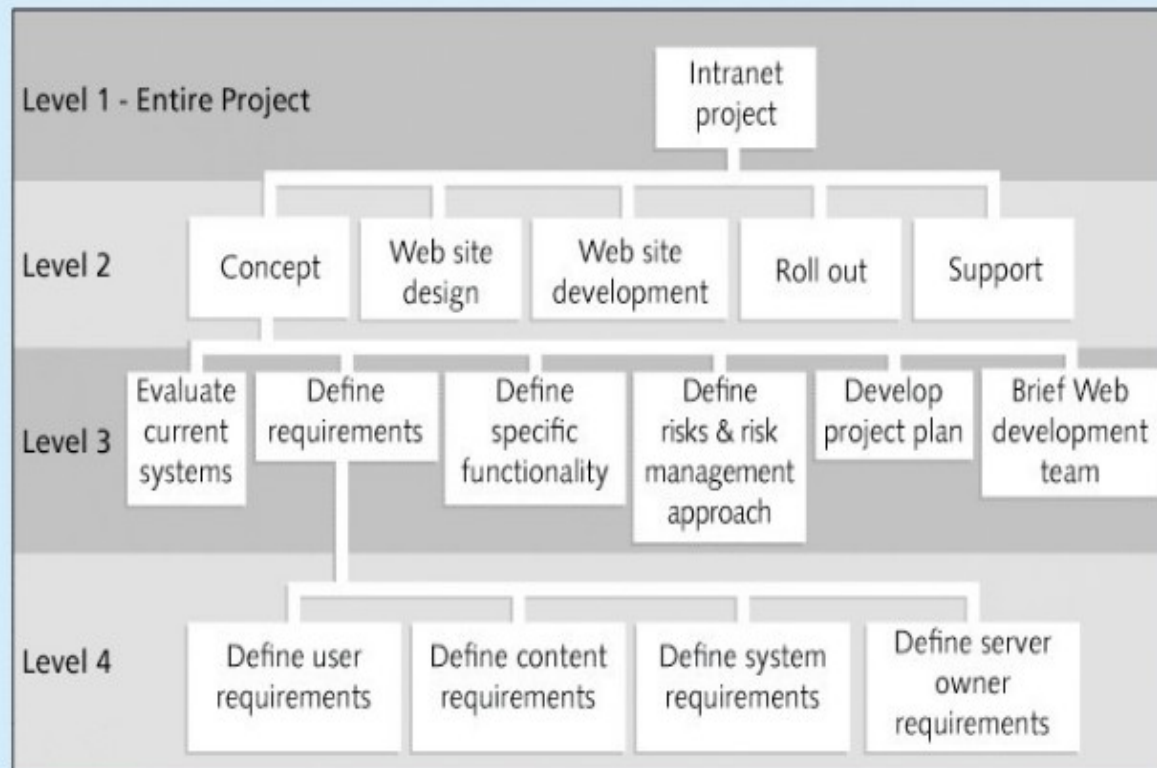 Level 1 - Entire Project
Intranet
project
Level 2
Concept
Web site
design
Web site
development
Roll out
Support
Level 3
Evaluate
current
systems
Define
requirements
Define
specific
functionality
Define
risks & risk
management
approach
Develop
project plan
Brief Web
development
team
Level 4
Define user
requirements
Define content
requirements
Define system
requirements
Define server
owner
requirements